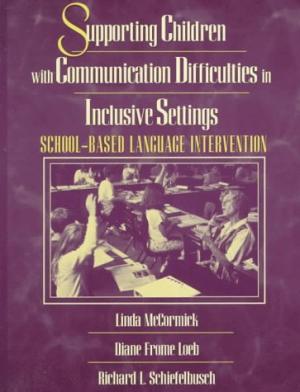 Supporting Children
with Communication Difficulties in
Inclusive Settings
SCHOOL-BASED LANGUAGE INTERVENTION
Linda McCormick
Diane Frome Loeb
Richard L. Schiefelbusch